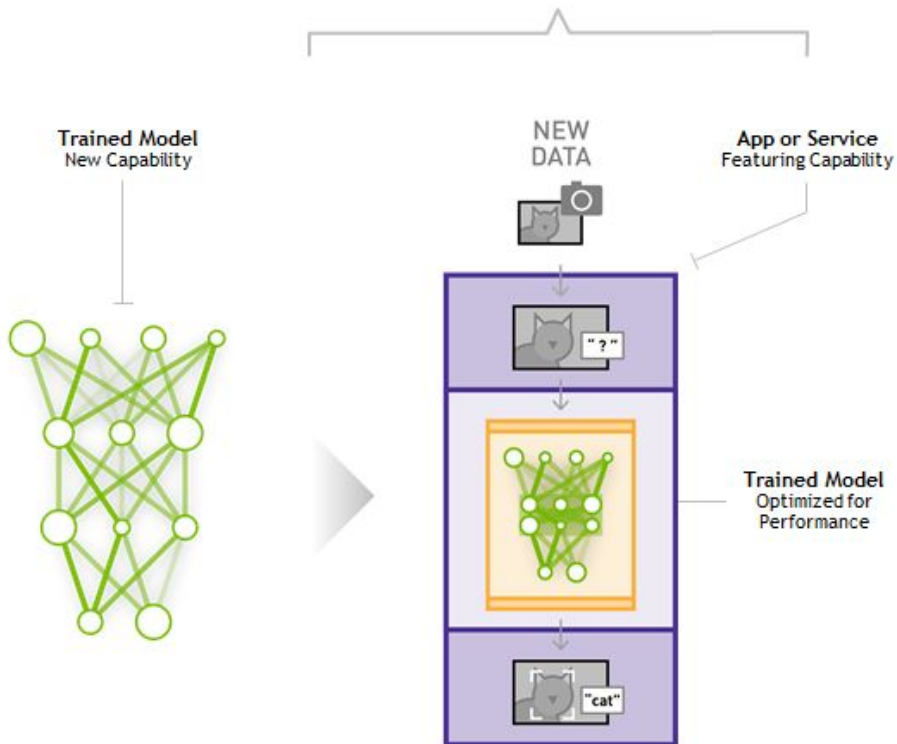 Trained Model
New Capability
NEW
DATA
App or Service
Featuring Capability
"?"
Trained Model
Optimized for
Performance
"cat"